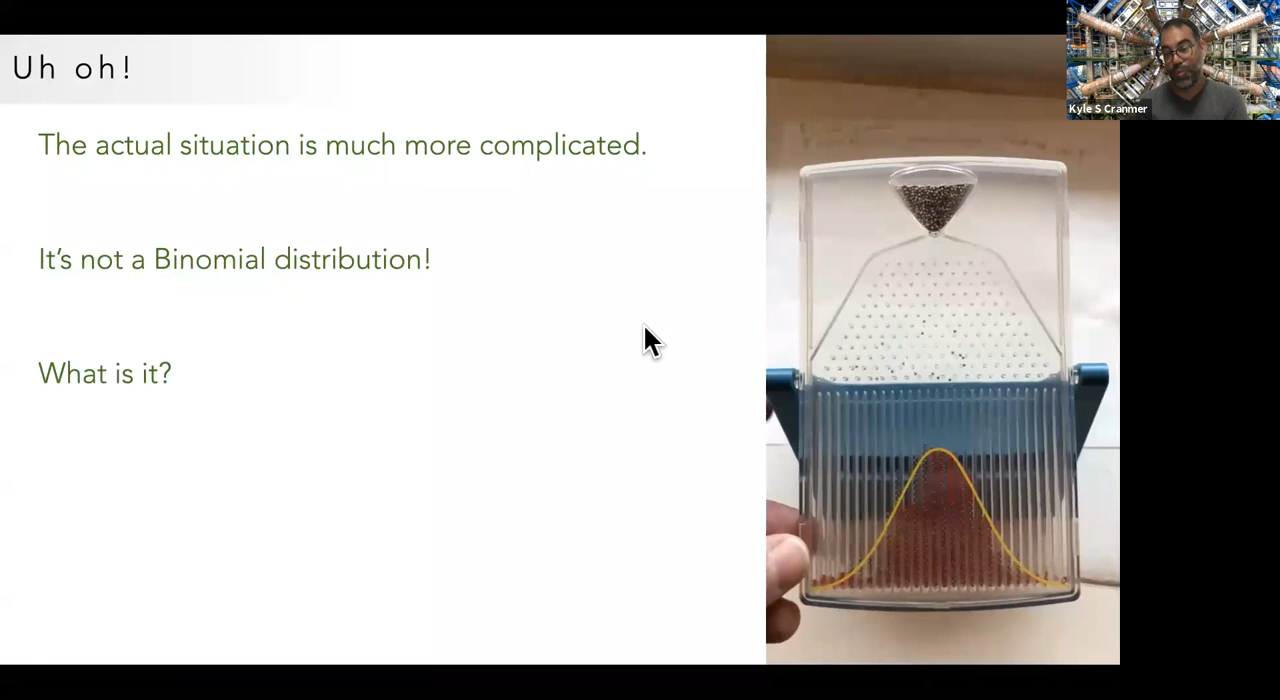 Uh oh!
Kyle S Cranmer
The actual situation is much more complicated.
It’s not a Binomial distribution!
What is it?